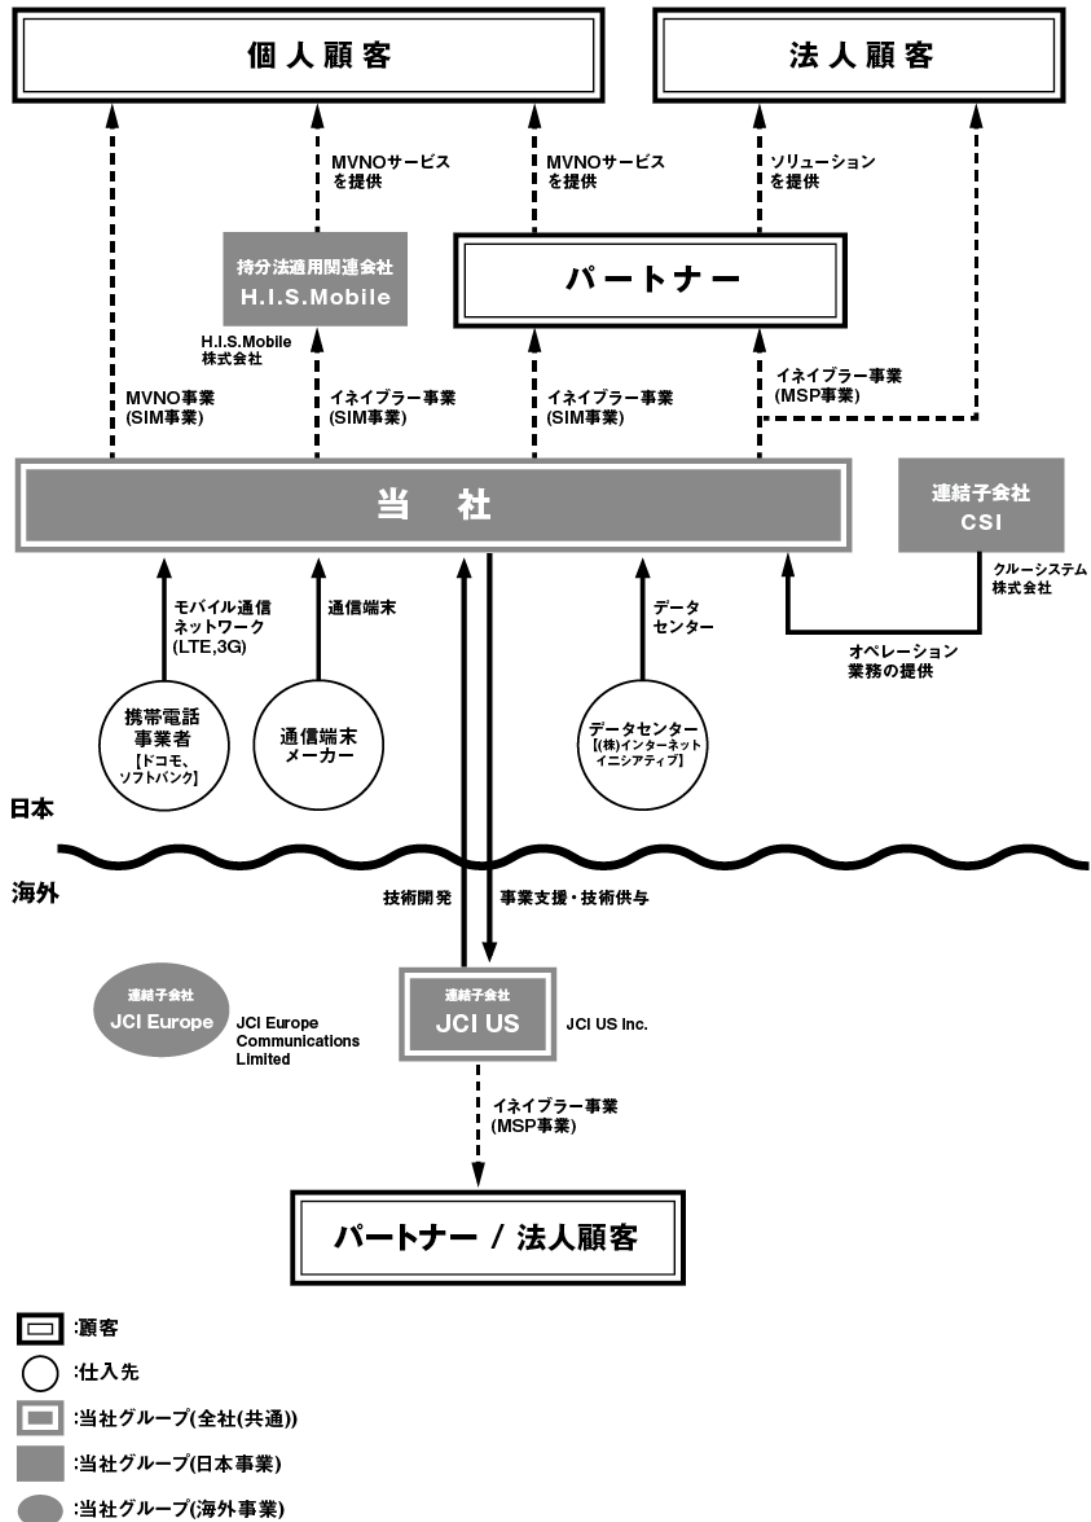 個人顧客
法人顧客
MVNOサービス
を提供
MVNOサービス
を提供
ソリューション
を提供
持分法適用関連会社
H.I.S.Mobile
パートナー
H.I.S.Mobile
株式会社
MVNO事業
(SIM事業)
イネイブラー事業
(SIM事業)
イネイブラー事業
(SIM事業)
イネイブラー事業
(MSP事業)
当 社
連結子会社
CSI
クルーシステム
株式会社
モバイル通信
ネットワーク
(LTE,3G)
通信端末
データ
センター
オペレーション
業務の提供
携帯電話
事業者
【ドコモ、
ソフトバンク】
通信端末
メーカー
データセンター
【(株)インターネット
イニシアティブ】
日本
海外
技術開発
事業支援・技術供与
連結子会社
JCI Europe
JCI Europe
Communications
Limited
連結子会社
JCI US
JCI US Inc.
イネイブラー事業
(MSP事業)
パートナー / 法人顧客
:顧客
:仕入先
:当社グループ(全社(共通))
:当社グループ(日本事業)
:当社グループ(海外事業)